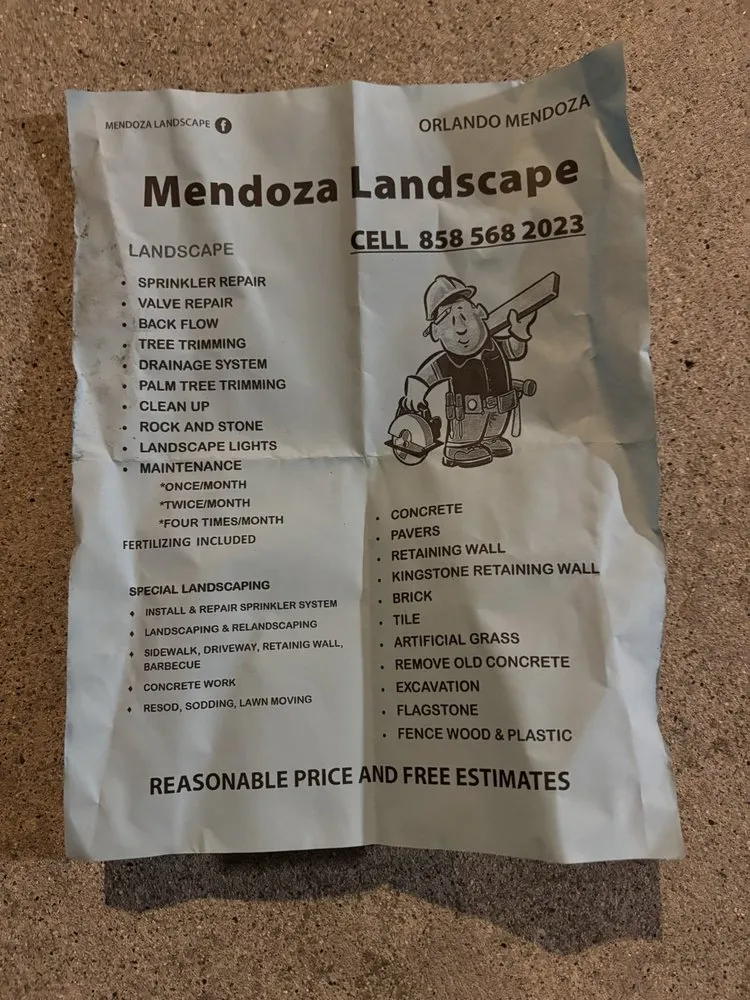 MENDOZA LANDSCAPE f
ORLANDO MENDOZA
Mendoza Landscape
CELL 858 568 2023
LANDSCAPE
• SPRINKLER REPAIR
• VALVE REPAIR
• BACK FLOW
• TREE TRIMMING
• DRAINAGE SYSTEM
• PALM TREE TRIMMING
• CLEAN UP
• ROCK AND STONE
• LANDSCAPE LIGHTS
• MAINTENANCE
*ONCE/MONTH
*TWICE/MONTH
*FOUR TIMES/MONTH
FERTILIZING INCLUDED
SPECIAL LANDSCAPING
♦ INSTALL & REPAIR SPRINKLER SYSTEM
♦ LANDSCAPING & RELANDSCAPING
♦ SIDEWALK, DRIVEWAY, RETAINIG WALL,
BARBECUE
♦ CONCRETE WORK
♦ RESOD, SODDING, LAWN MOVING
• CONCRETE
• PAVERS
• RETAINING WALL
• KINGSTONE RETAINING WALL
• BRICK
• TILE
• ARTIFICIAL GRASS
• REMOVE OLD CONCRETE
• EXCAVATION
• FLAGSTONE
• FENCE WOOD & PLASTIC
REASONABLE PRICE AND FREE ESTIMATES